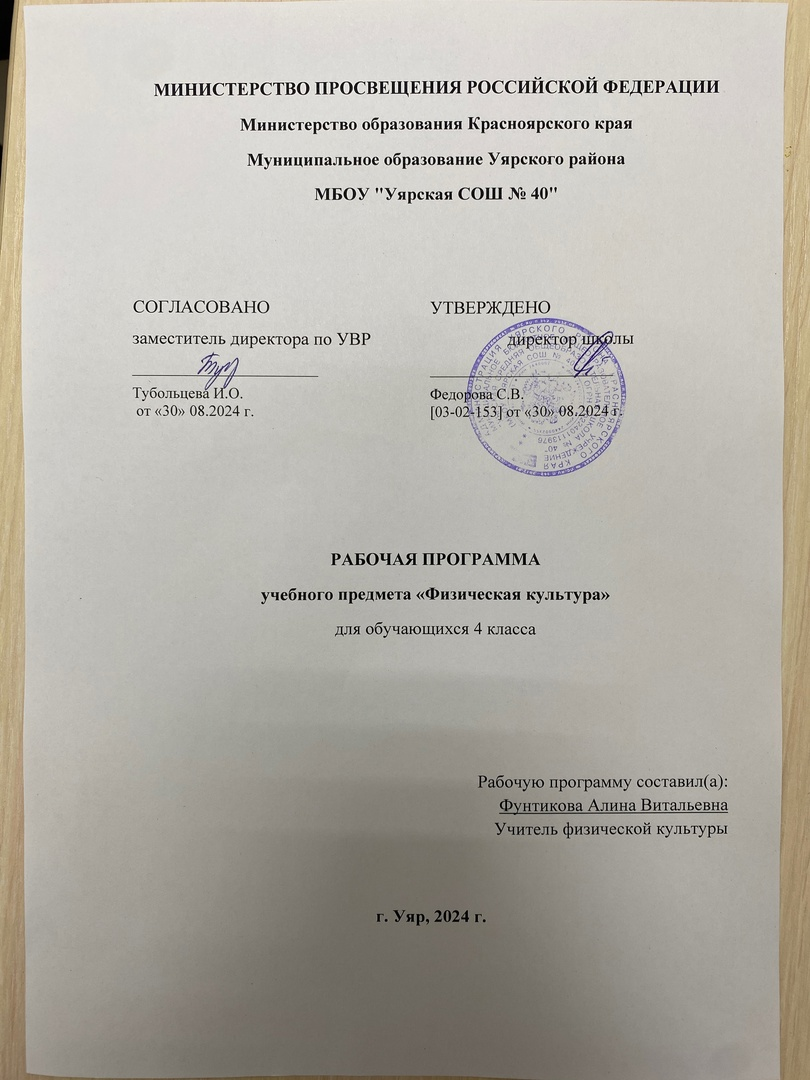 МИНИСТЕРСТВО ПРОСВЕЩЕНИЯ РОССИЙСКОЙ ФЕДЕРАЦИИ
Министерство образования Красноярского края
Муниципальное образование Уярского района
МБОУ "Уярская СОШ № 40"
СОГЛАСОВАНО
заместитель директора по УВР
Тубольцева И.О.
от «30» 08.2024 г.
УТВЕРЖДЕНО
директор школы
Федорова С.В.
[03-02-153] от «30» 08.2024 г.
РАБОЧАЯ ПРОГРАММА
учебного предмета «Физическая культура»
для обучающихся 4 класса
Рабочую программу составил(а):
Фунтикова Алина Витальевна
Учитель физической культуры
г. Уяр, 2024 г.